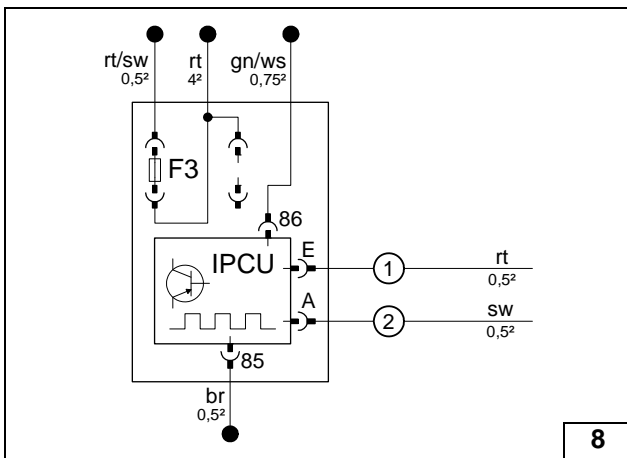 rt/sw
0,5²
rt
4²
gn/ws
0,75²
F3
86
IPCU
E
1
rt
0,5²
A
2
sw
0,5²
85
br
0,5²
8